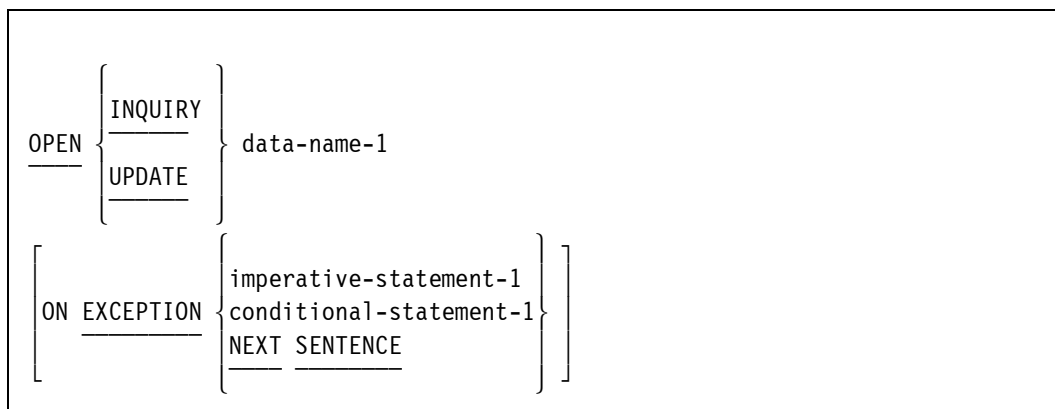 INQUIRY
OPEN data-name-1
UPDATE
imperative-statement-1
ON EXCEPTION conditional-statement-1
NEXT SENTENCE